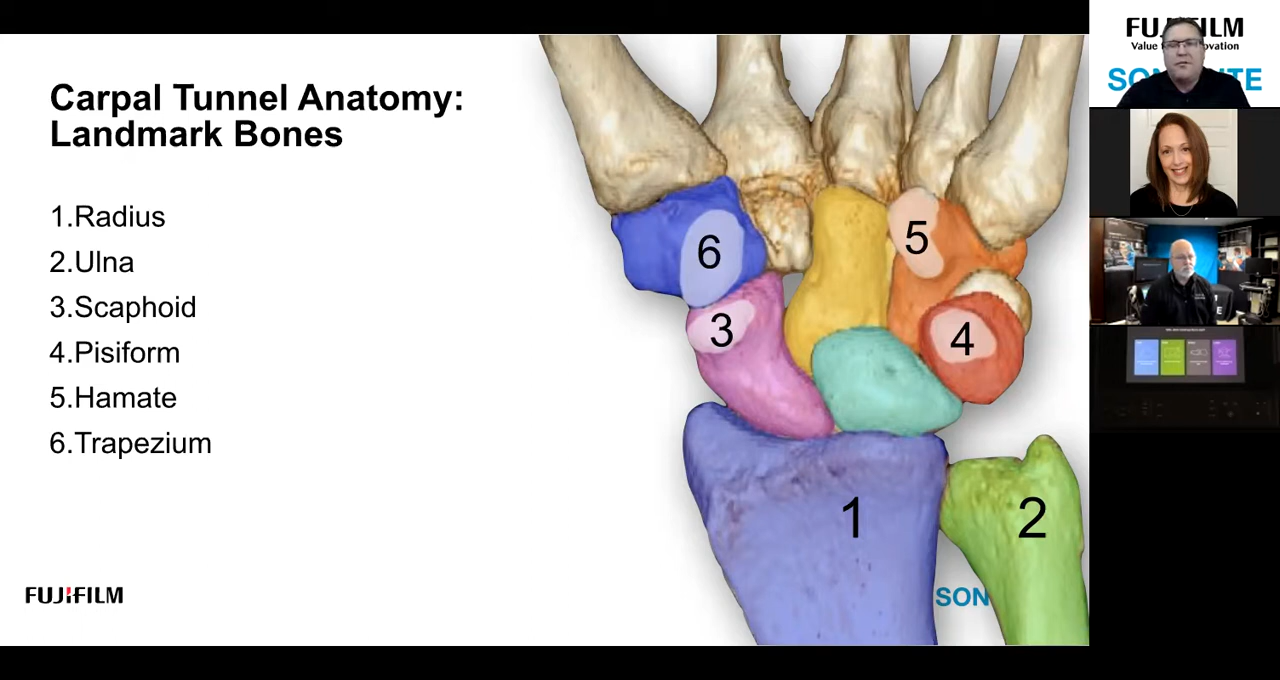 Carpal Tunnel Anatomy:
Landmark Bones
1.Radius
2.Ulna
3.Scaphoid
4.Pisiform
5.Hamate
6.Trapezium
6
5
3
4
1
2
FUJIFILM
SON
FUJIFILM